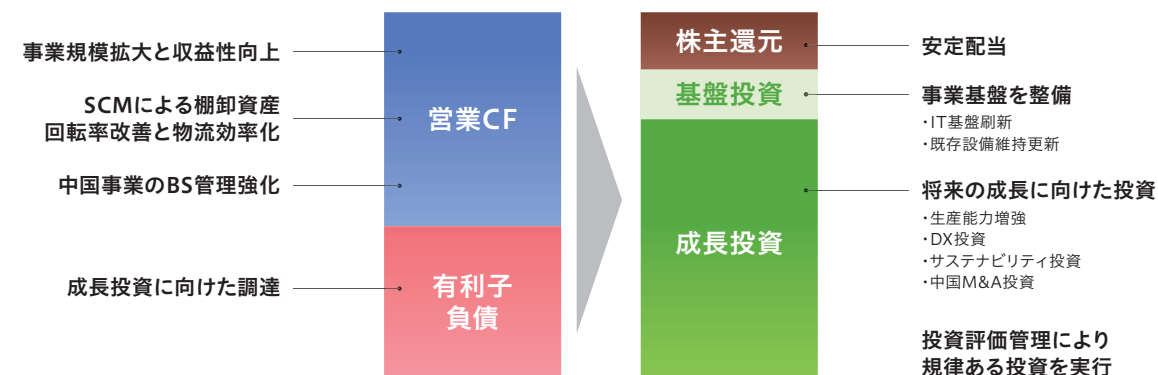 事業規模拡大と収益性向上
SCMによる棚卸資産
回転率改善と物流効率化
中国事業のBS管理強化
成長投資に向けた調達
営業CF
有利子
負債
株主還元
基盤投資
成長投資
安定配当
事業基盤を整備
・IT基盤刷新
・既存設備維持更新
将来の成長に向けた投資
・生産能力増強
・DX投資
・サステナビリティ投資
・中国M&A投資
投資評価管理により
規律ある投資を実行